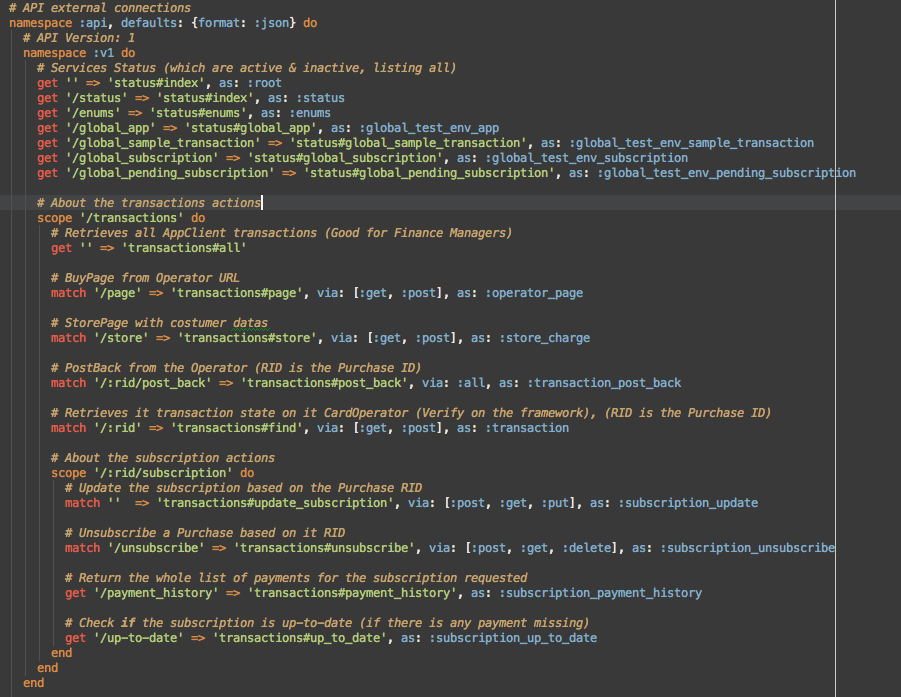 # API external connections
namespace :api, defaults: {format: :json} do
# API Version: 1
namespace :v1 do
# Services Status (which are active & inactive, listing all)
get '' => 'status#index', as: :root
get '/status' => 'status#index', as: :status
get '/enums' => 'status#enums', as: :enums
get '/global_app' => 'status#global_app', as: :global_test_env_app
get '/global_sample_transaction' => 'status#global_sample_transaction', as: :global_test_env_sample_transaction
get '/global_subscription' => 'status#global_subscription', as: :global_test_env_subscription
get '/global_pending_subscription' => 'status#global_pending_subscription', as: :global_test_env_pending_subscription
# About the transactions actions
scope '/transactions' do
# Retrieves all AppClient transactions (Good for Finance Managers)
get '' => 'transactions#all'
# BuyPage from Operator URL
match '/page' => 'transactions#page', via: [:get, :post], as: :operator_page
# StorePage with costumer datas
match '/store' => 'transactions#store', via: [:get, :post], as: :store_charge
# PostBack from the Operator (RID is the Purchase ID)
match '/:rid/post_back' => 'transactions#post_back', via: :all, as: :transaction_post_back
# Retrieves it transaction state on it CardOperator (Verify on the framework), (RID is the Purchase ID)
match '/:rid' => 'transactions#find', via: [:get, :post], as: :transaction
# About the subscription actions
scope '/:rid/subscription' do
# Update the subscription based on the Purchase RID
match ''  => 'transactions#update_subscription', via: [:post, :get, :put], as: :subscription_update
# Unsubscribe a Purchase based on it RID
match '/unsubscribe' => 'transactions#unsubscribe', via: [:post, :get, :delete], as: :subscription_unsubscribe
# Return the whole list of payments for the subscription requested
get '/payment_history' => 'transactions#payment_history', as: :subscription_payment_history
# Check if the subscription is up-to-date (if there is any payment missing)
get '/up-to-date' => 'transactions#up_to_date', as: :subscription_up_to_date
end
end
end